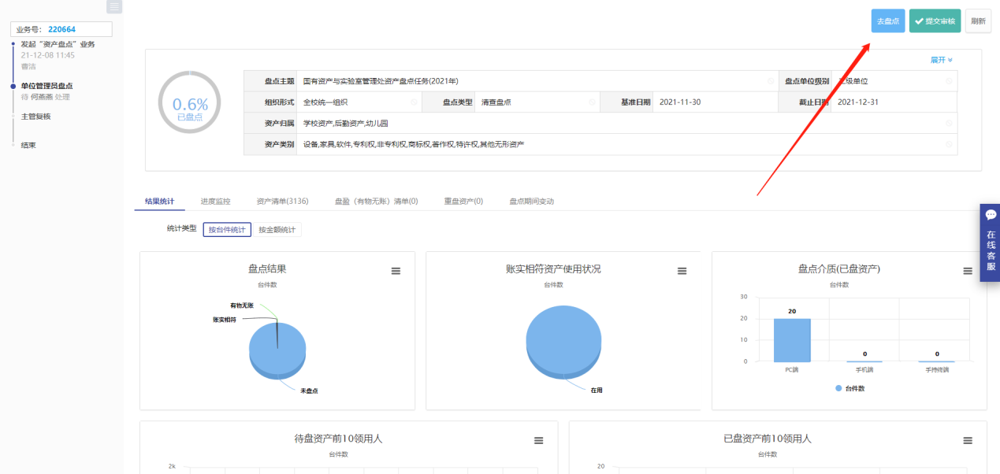 业务号: 220664
发起“资产盘点”业务
21-12-08 11:45
曹洁
单位管理员盘点
待 何燕燕 处理
主管复核
结束
去盘点 提交审核 刷新
展开
0.6%
已盘点
盘点主题 国有资产与实验室管理处资产盘点任务(2021年) 盘点单位级别 级单位
组织形式 全校统一组织 盘点类型 清查盘点 基准日期 2021-11-30 截止日期 2021-12-31
资产归属 学校资产,后勤资产,幼儿园
资产类别 设备,家具,软件,专利权,非专利权,商标权,著作权,特许权,其他无形资产
结果统计 进度监控 资产清单(3136) 盘盈（有物无账）清单(0) 重盘资产(0) 盘点期间变动
统计类型 按台件统计 按金额统计
在线客服
盘点结果
台件数
有物无账
账实相符
未盘点
账实相符资产使用状况
台件数
在用
盘点介质(已盘资产)
台件数
30
20
10
0
20
0
0
PC端 手机端 手持终端
台件数
待盘资产前10领用人
台件数
2k
已盘资产前10领用人
台件数
20